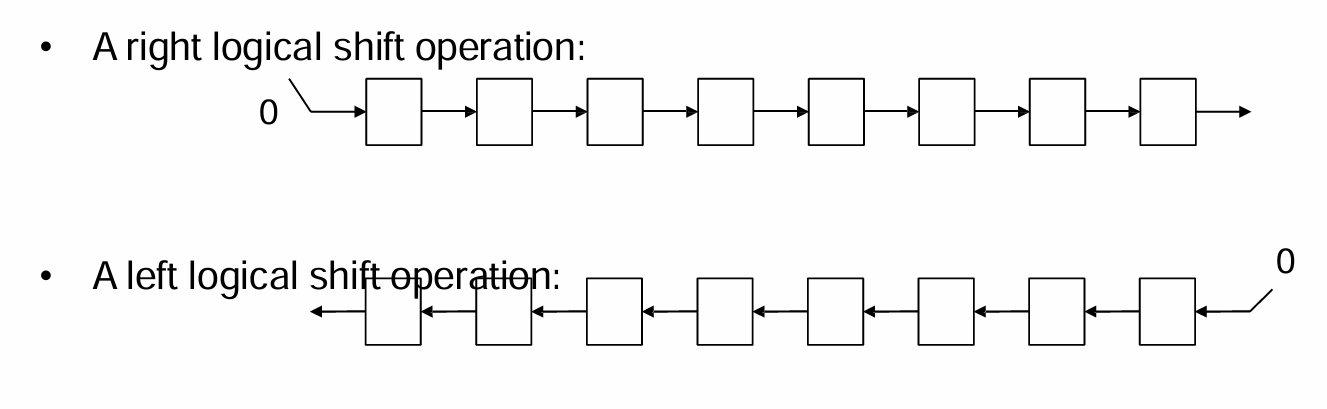 • A right logical shift operation:
0
• A left logical shift operation:
0